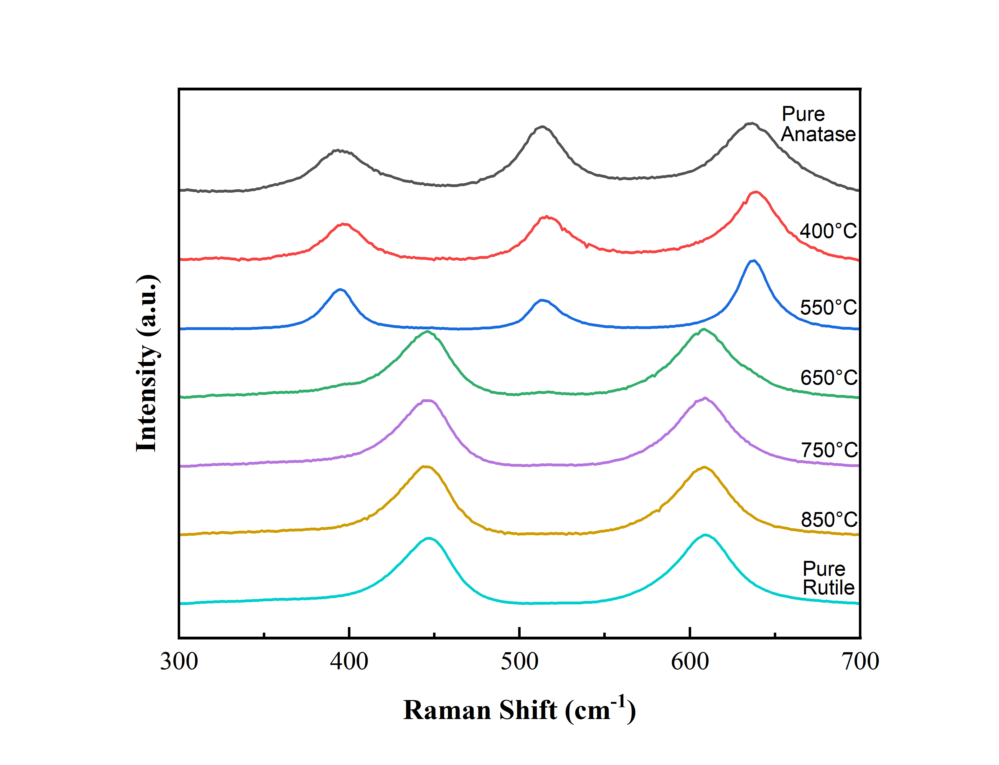 Pure
Anatase
400°C
550°C
650°C
750°C
850°C
Pure
Rutile
Intensity (a.u.)
300 400 500 600 700
Raman Shift (cm⁻¹)